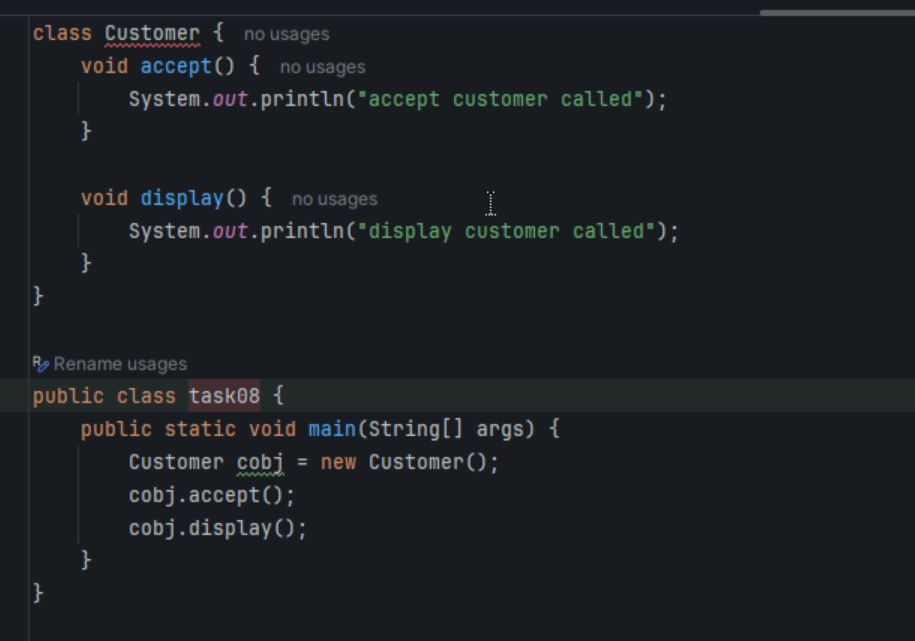 class Customer { no usages
void accept() { no usages
System.out.println("accept customer called");
}
void display() { no usages
System.out.println("display customer called");
}
}
Rename usages
public class task08 {
public static void main(String[] args) {
Customer cobj = new Customer();
cobj.accept();
cobj.display();
}
}